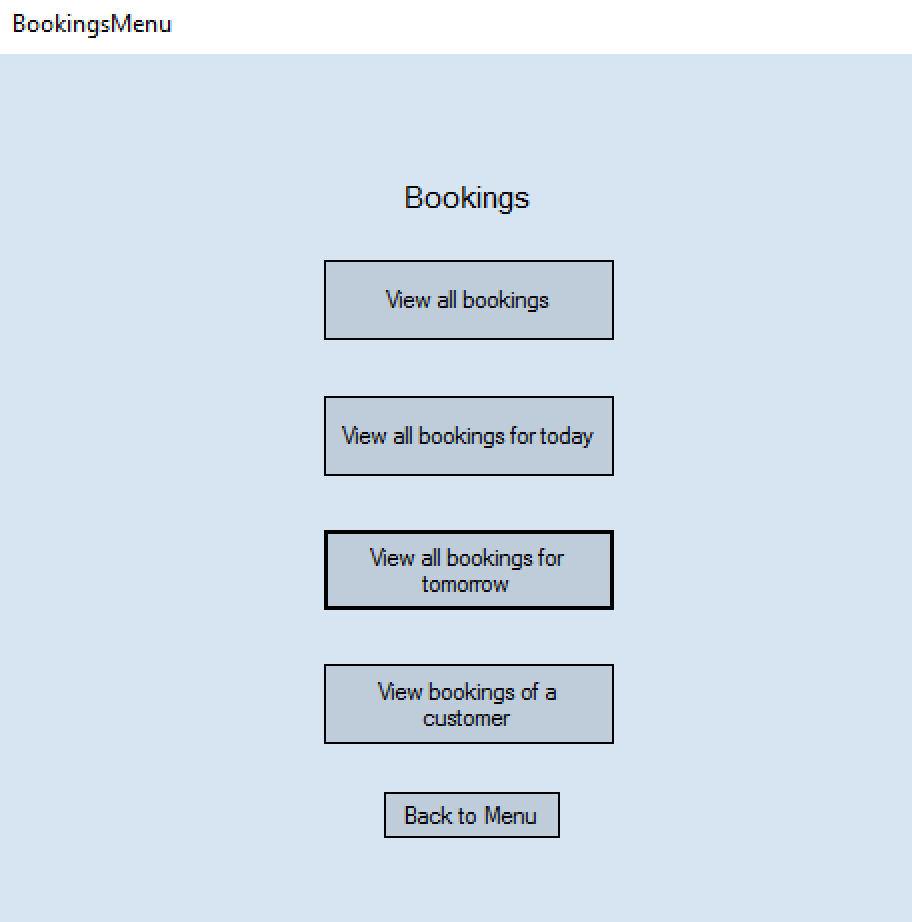 BookingsMenu
Bookings
View all bookings
View all bookings for today
View all bookings for
tomorrow
View bookings of a
customer
Back to Menu